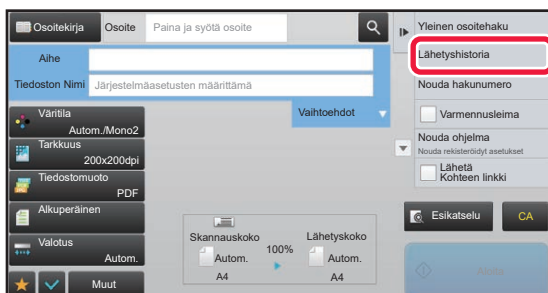 Osoitekirja
Osoite
Paina ja syötä osoite
Aihe
Tiedoston Nimi
Järjestelmäasetusten määrittämä
Väritila
Autom./Mono2
Vaihtoehdot
Tarkkuus
200x200dpi
Tiedostomuoto
PDF
Alkuperäinen
Valotus
Autom.
Muut
Skannauskoko
Autom.
A4
100%
Lähetyskoko
Autom.
A4
Yleinen osoitehaku
Lähetyshistoria
Nouda hakunumero
Varmennusleima
Nouda ohjelma
Nouda rekisteröidyt asetukset
Lähetä
Kohteen linkki
Esikatselu
CA
Aloita